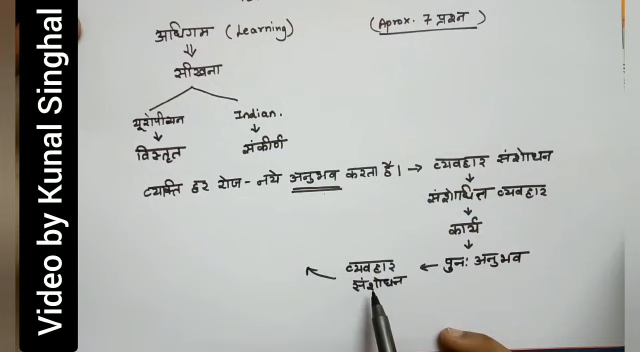 Video by Kunal Singhal
अधिगम (Learning) (Aprox. 7 प्रश्न)
⇓
सीखना
यूरोपीयन Indian.
↓ ↓
विस्तृत संकीर्ण
व्यक्ति हर रोज - नये अनुभव करता है। → व्यवहार संशोधन
↓
संशोधित व्यवहार
↓
कार्य
↓
व्यवहार संशोधन ← पुनः अनुभव